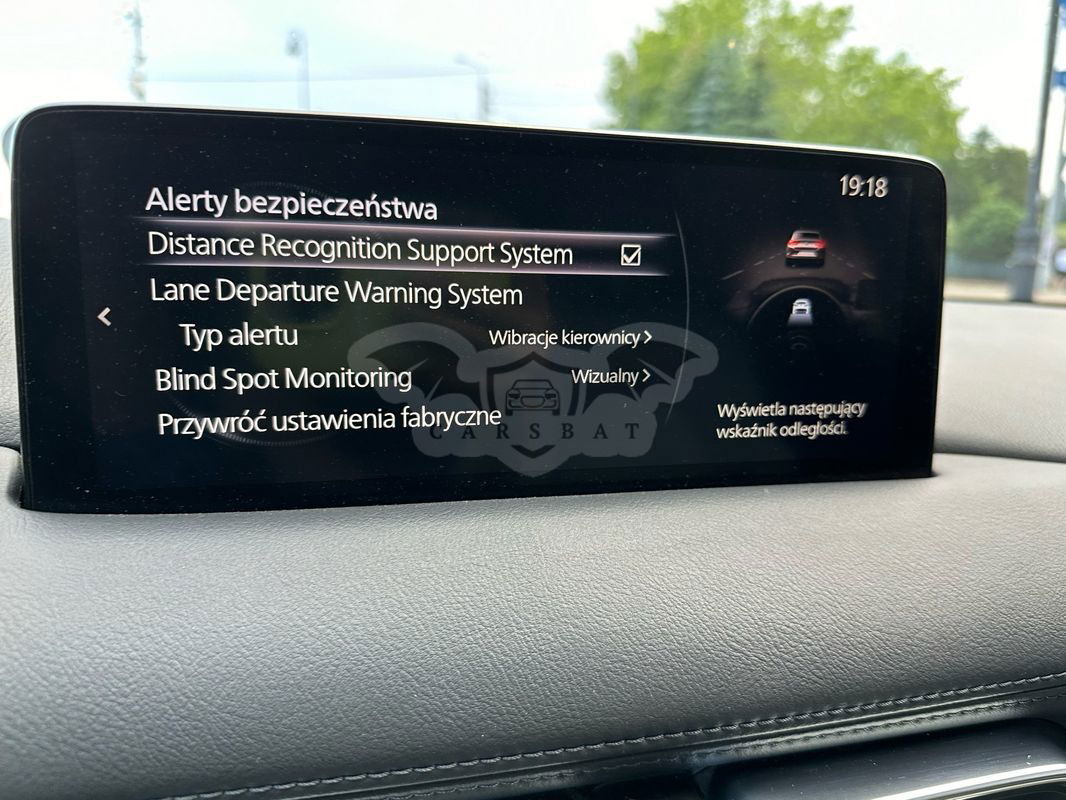 Alerty bezpieczeństwa
19:18
Distance Recognition Support System
Lane Departure Warning System
Typ alertu Wibracje kierownicy
Blind Spot Monitoring Wizualny
Przywróć ustawienia fabryczne
Wyświetla następujący
wskaźnik odległości.
CARSBAT